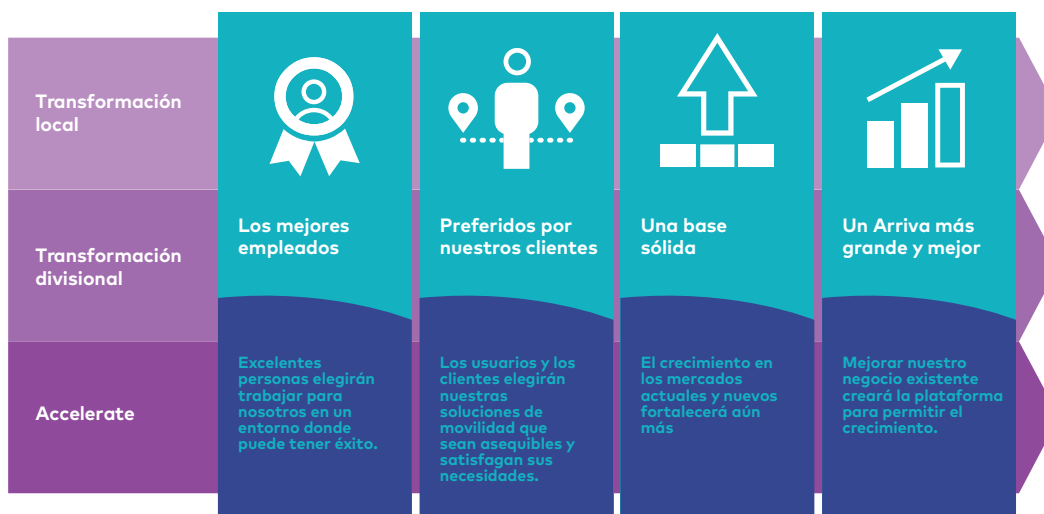 Transformación
local
Transformación
divisional
Accelerate
Los mejores
empleados
Excelentes
personas elegirán
trabajar para
nosotros en un
entorno donde
puede tener éxito.
Preferidos por
nuestros clientes
Los usuarios y los
clientes elegirán
nuestras
soluciones de
movilidad que
sean asequibles y
satisfagan sus
necesidades.
Una base
sólida
El crecimiento en
los mercados
actuales y nuevos
fortalecerá aún
más
Un Arriva más
grande y mejor
Mejorar nuestro
negocio existente
creará la plataforma
para permitir el
crecimiento.